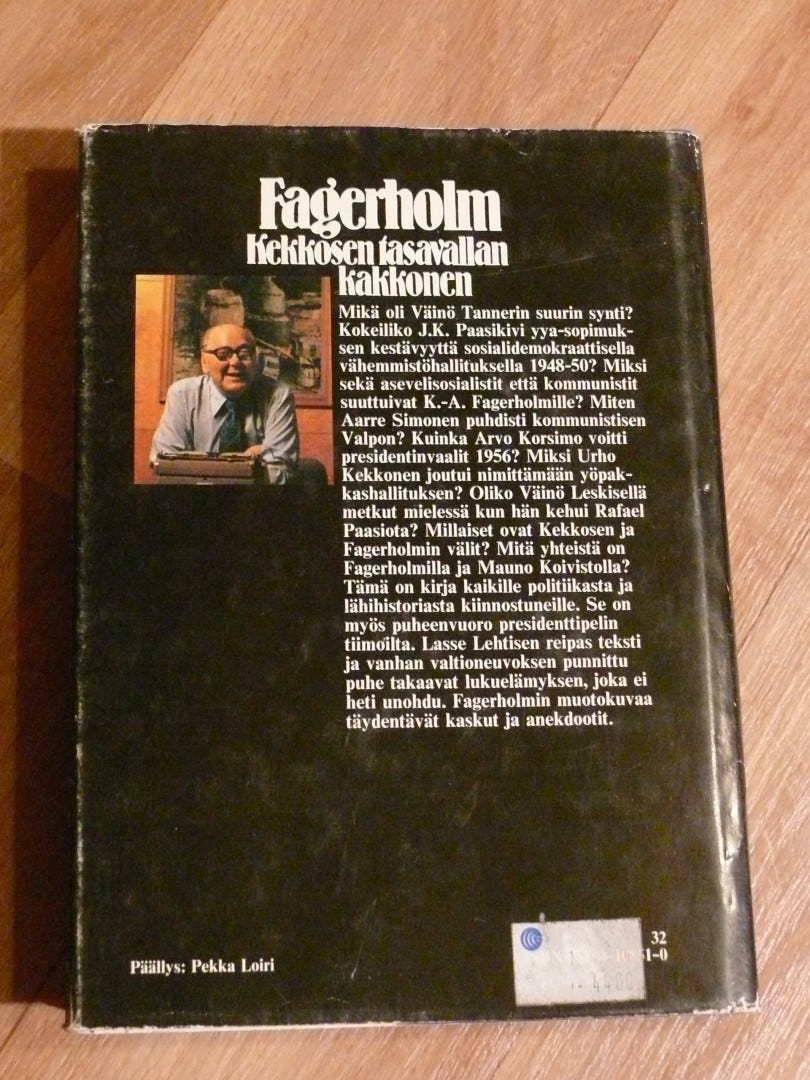 Fagerholm
Kekkosen tasavallan
kakkonen
Mikä oli Väinö Tannerin suurin synti?
Kokeiliko J.K. Paasikivi yya-sopimuk-
sen kestävyyttä sosialidemokraattisella
vähemmistöhallituksella 1948-50? Miksi
sekä asevelisosialistit että kommunistit
suuttuivat K.-A. Fagerholmille? Miten
Aarre Simonen puhdisti kommunistisen
Valpon? Kuinka Arvo Korsimo voitti
presidentinvaalit 1956? Miksi Urho
Kekkonen joutui nimittämään yöpak-
kashallituksen? Oliko Väinö Leskisellä
metkut mielessä kun hän kehui Rafael
Paasiota? Millaiset ovat Kekkosen ja
Fagerholmin välit? Mitä yhteistä on
Fagerholmilla ja Mauno Koivistolla?
Tämä on kirja kaikille politiikasta ja
lähihistoriasta kiinnostuneille. Se on
myös puheenvuoro presidenttipelin
tiimoilta. Lasse Lehtisen reipas teksti
ja vanhan valtioneuvoksen punnittu
puhe takaavat lukuelämyksen, joka ei
heti unohdu. Fagerholmin muotokuvaa
täydentävät kaskut ja anekdootit.
32
51-0
Päällys: Pekka Loiri